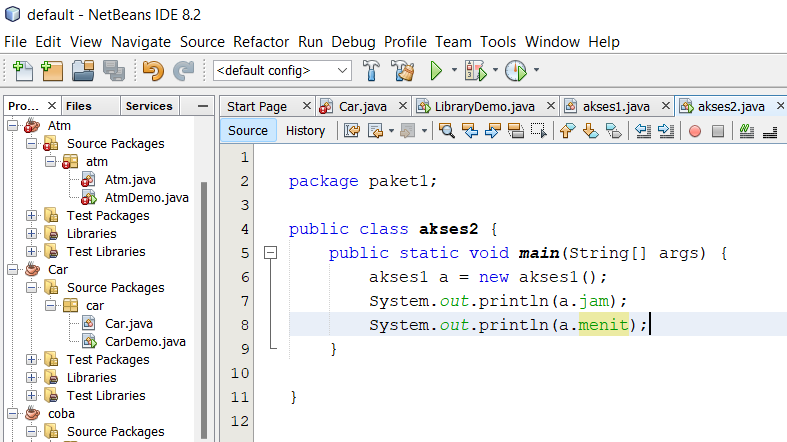 default - NetBeans IDE 8.2
File Edit View Navigate Source Refactor Run Debug Profile Team Tools Window Help
<default config>
Pro... Files Services
Start Page Car.java LibraryDemo.java akses1.java akses2.java
Source History
Atm
Source Packages
atm
Atm.java
AtmDemo.java
Test Packages
Libraries
Test Libraries
Car
Source Packages
car
Car.java
CarDemo.java
Test Packages
Libraries
Test Libraries
coba
Source Packages
1
2 package paket1;
3
4 public class akses2 {
5 public static void main(String[] args) {
6 akses1 a = new akses1();
7 System.out.println(a.jam);
8 System.out.println(a.menit);
9 }
10
11 }
12